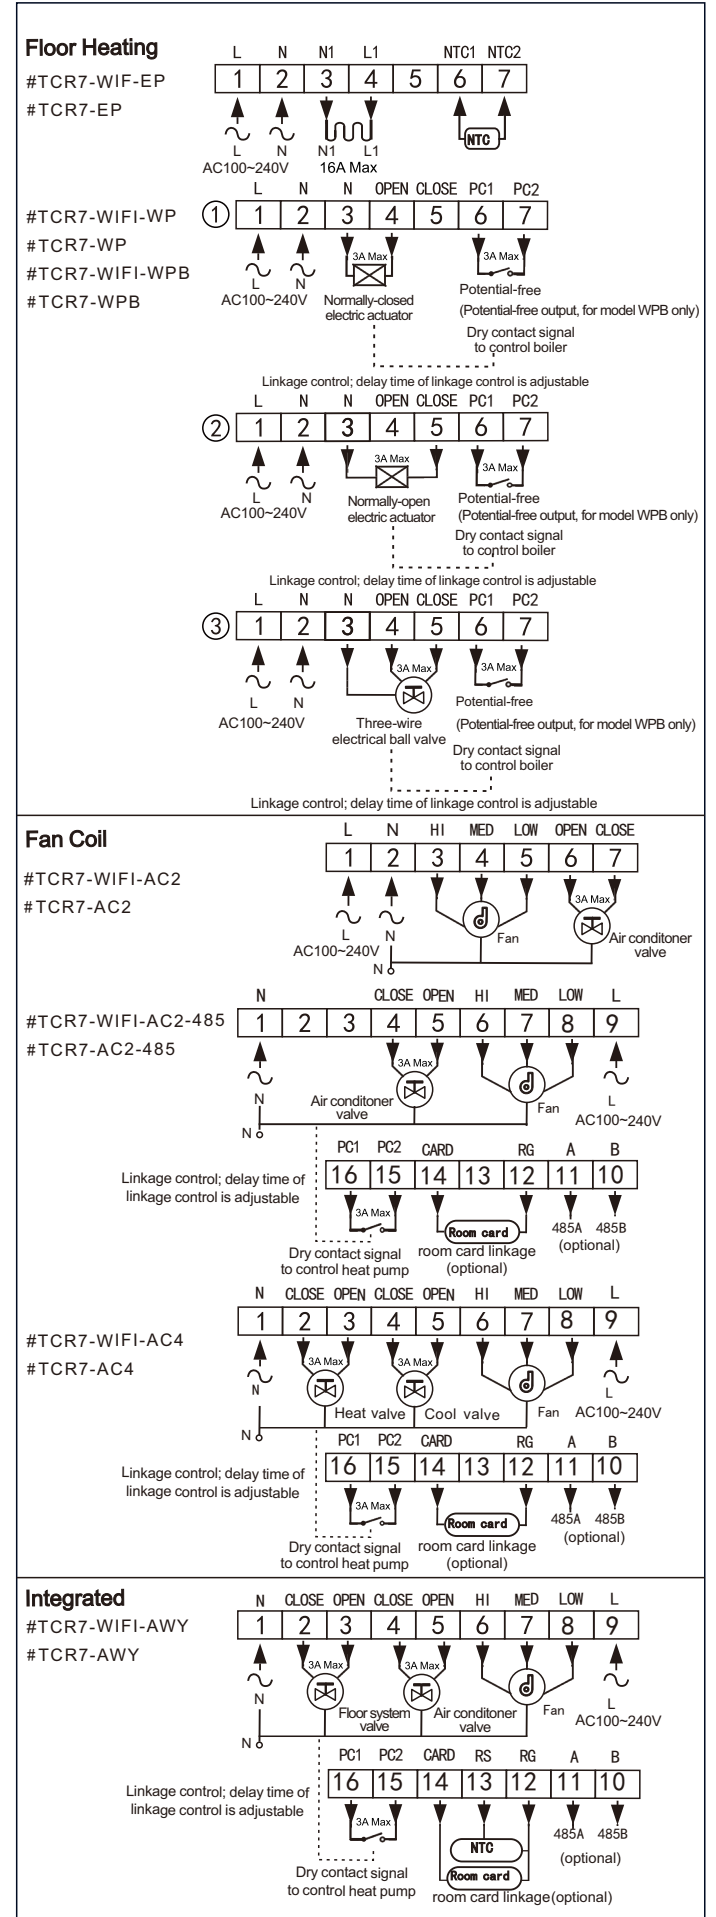 Floor Heating
L N N1 L1 NTC1 NTC2
#TCR7-WIF-EP
1 2 3 4 5 6 7
#TCR7-EP
NTC
L N N1 L1
AC100~240V 16A Max
L N N OPEN CLOSE PC1 PC2
#TCR7-WIFI-WP
① 1 2 3 4 5 6 7
#TCR7-WP
3A Max 3A Max
#TCR7-WIFI-WPB
L N
Potential-free
#TCR7-WPB
AC100~240V Normally-closed
electric actuator
(Potential-free output, for model WPB only)
Dry contact signal
to control boiler
Linkage control; delay time of linkage control is adjustable
L N N OPEN CLOSE PC1 PC2
② 1 2 3 4 5 6 7
3A Max 3A Max
L N
AC100~240V
Normally-open
electric actuator
Potential-free
(Potential-free output, for model WPB only)
Dry contact signal
to control boiler
Linkage control; delay time of linkage control is adjustable
L N N OPEN CLOSE PC1 PC2
③ 1 2 3 4 5 6 7
3A Max 3A Max
L N
AC100~240V
Three-wire
electrical ball valve
Potential-free
(Potential-free output, for model WPB only)
Dry contact signal
to control boiler
Linkage control; delay time of linkage control is adjustable
Fan Coil
L N HI MED LOW OPEN CLOSE
1 2 3 4 5 6 7
#TCR7-WIFI-AC2
#TCR7-AC2
3A Max
L N
AC100~240V
Fan
Air conditoner
valve
N
N CLOSE OPEN HI MED LOW L
#TCR7-WIFI-AC2-485
1 2 3 4 5 6 7 8 9
#TCR7-AC2-485
3A Max
N
Air conditoner
valve
Fan
L
AC100~240V
N
PC1 PC2 CARD RG A B
16 15 14 13 12 11 10
Linkage control; delay time of
linkage control is adjustable
3A Max
Room card
485A 485B
(optional)
Dry contact signal
to control heat pump
room card linkage
(optional)
N CLOSE OPEN CLOSE OPEN HI MED LOW L
1 2 3 4 5 6 7 8 9
#TCR7-WIFI-AC4
#TCR7-AC4
3A Max 3A Max
N
L
Heat valve Cool valve Fan AC100~240V
N
PC1 PC2 CARD RG A B
16 15 14 13 12 11 10
Linkage control; delay time of
linkage control is adjustable
3A Max
Room card
485A 485B
(optional)
Dry contact signal
to control heat pump
room card linkage
(optional)
Integrated
N CLOSE OPEN CLOSE OPEN HI MED LOW L
#TCR7-WIFI-AWY
1 2 3 4 5 6 7 8 9
#TCR7-AWY
3A Max 3A Max
N
Floor system
valve
Air conditoner
valve
Fan
L
AC100~240V
N
PC1 PC2 CARD RS RG A B
16 15 14 13 12 11 10
Linkage control; delay time of
linkage control is adjustable
3A Max
NTC
485A 485B
(optional)
Dry contact signal
to control heat pump
Room card
room card linkage(optional)